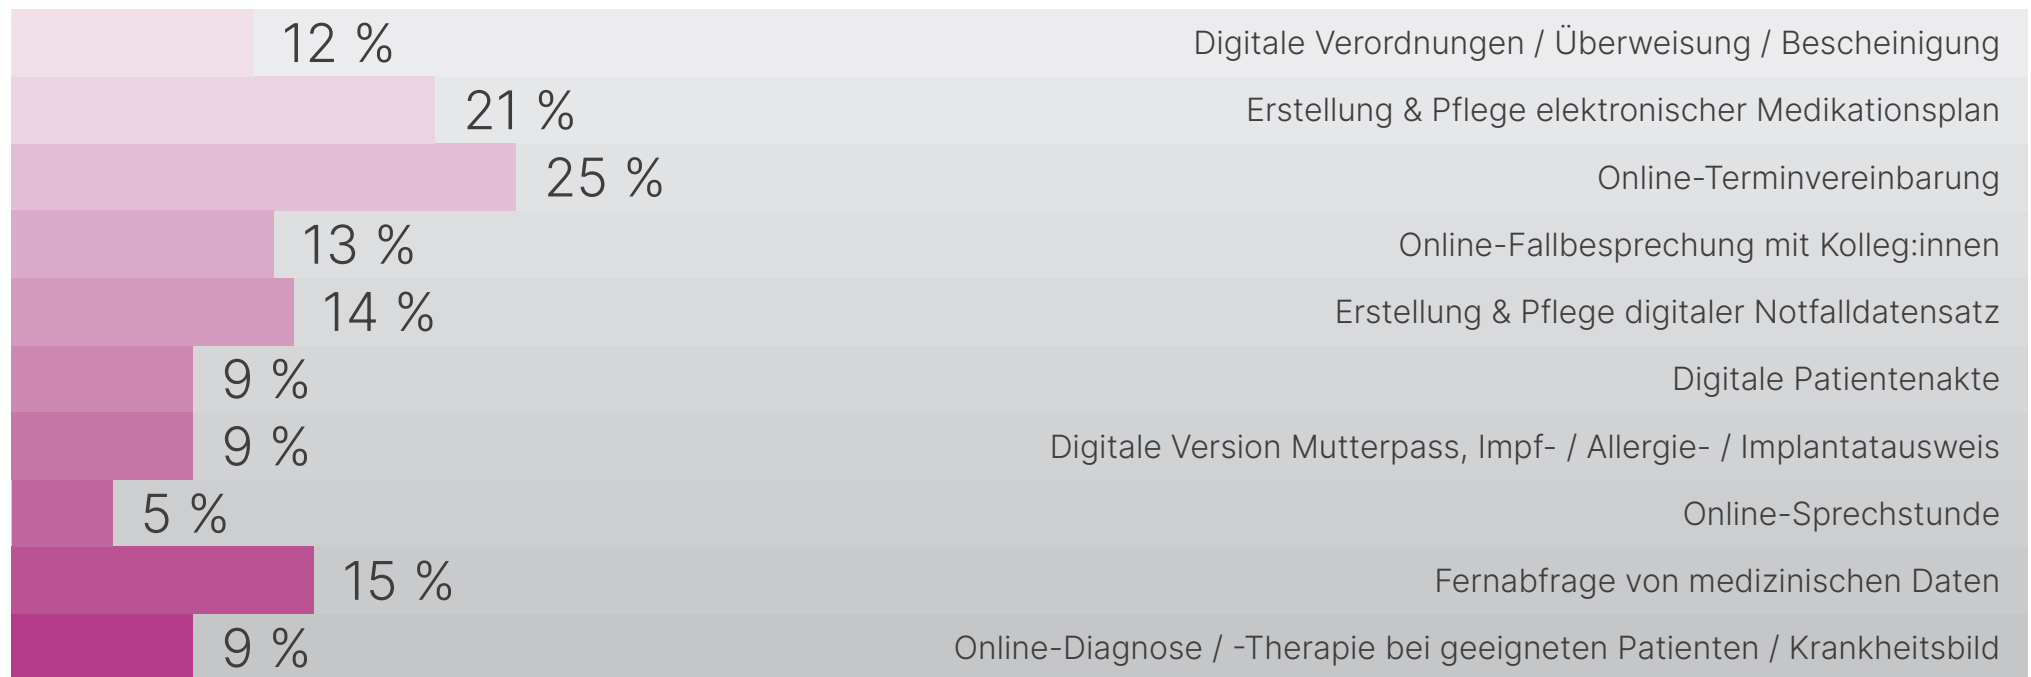 12 % Digitale Verordnungen / Überweisung / Bescheinigung
21 % Erstellung & Pflege elektronischer Medikationsplan
25 % Online-Terminvereinbarung
13 % Online-Fallbesprechung mit Kolleg:innen
14 % Erstellung & Pflege digitaler Notfalldatensatz
9 % Digitale Patientenakte
9 % Digitale Version Mutterpass, Impf- / Allergie- / Implantatausweis
5 % Online-Sprechstunde
15 % Fernabfrage von medizinischen Daten
9 % Online-Diagnose / -Therapie bei geeigneten Patienten / Krankheitsbild